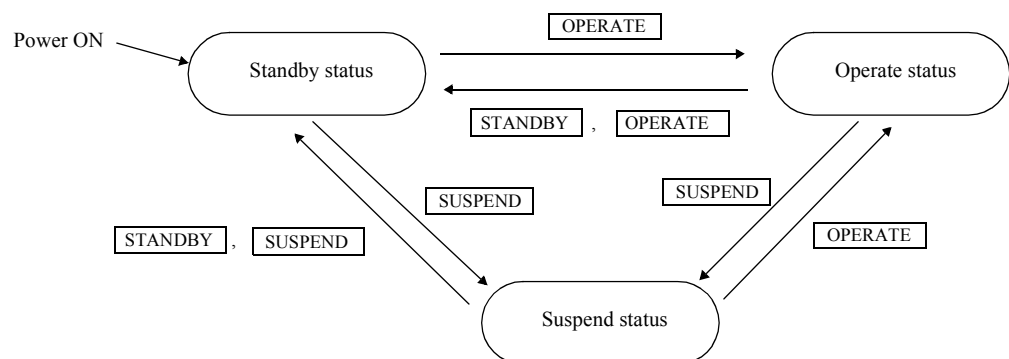 OPERATE
Power ON
Standby status
Operate status
STANDBY , OPERATE
SUSPEND
SUSPEND
STANDBY , SUSPEND
OPERATE
Suspend status